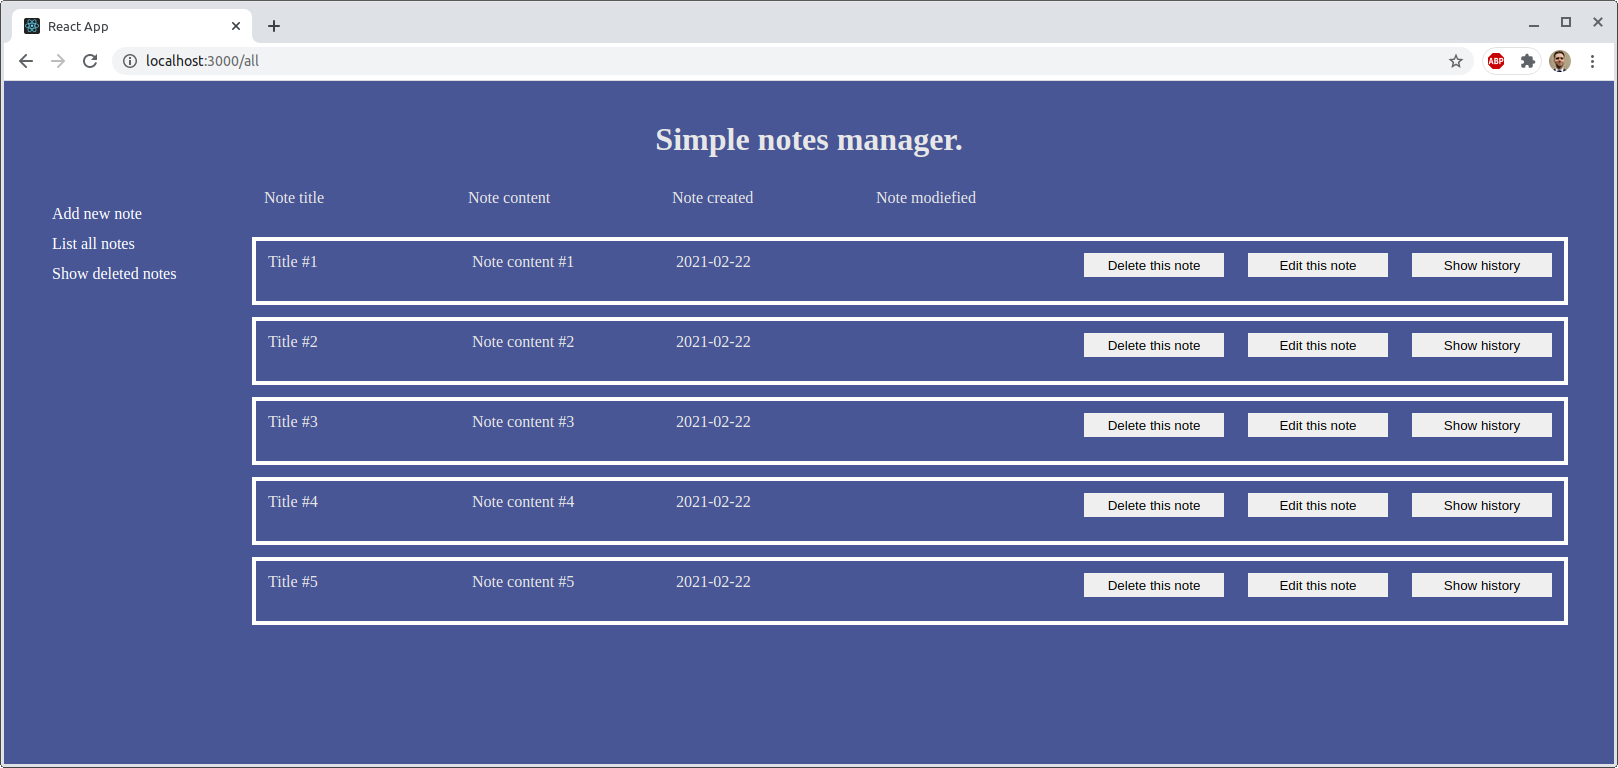 React App
localhost:3000/all
ABP
Simple notes manager.
Note title Note content Note created Note modiefied
Add new note
List all notes
Show deleted notes
Title #1 Note content #1 2021-02-22 Delete this note Edit this note Show history
Title #2 Note content #2 2021-02-22 Delete this note Edit this note Show history
Title #3 Note content #3 2021-02-22 Delete this note Edit this note Show history
Title #4 Note content #4 2021-02-22 Delete this note Edit this note Show history
Title #5 Note content #5 2021-02-22 Delete this note Edit this note Show history